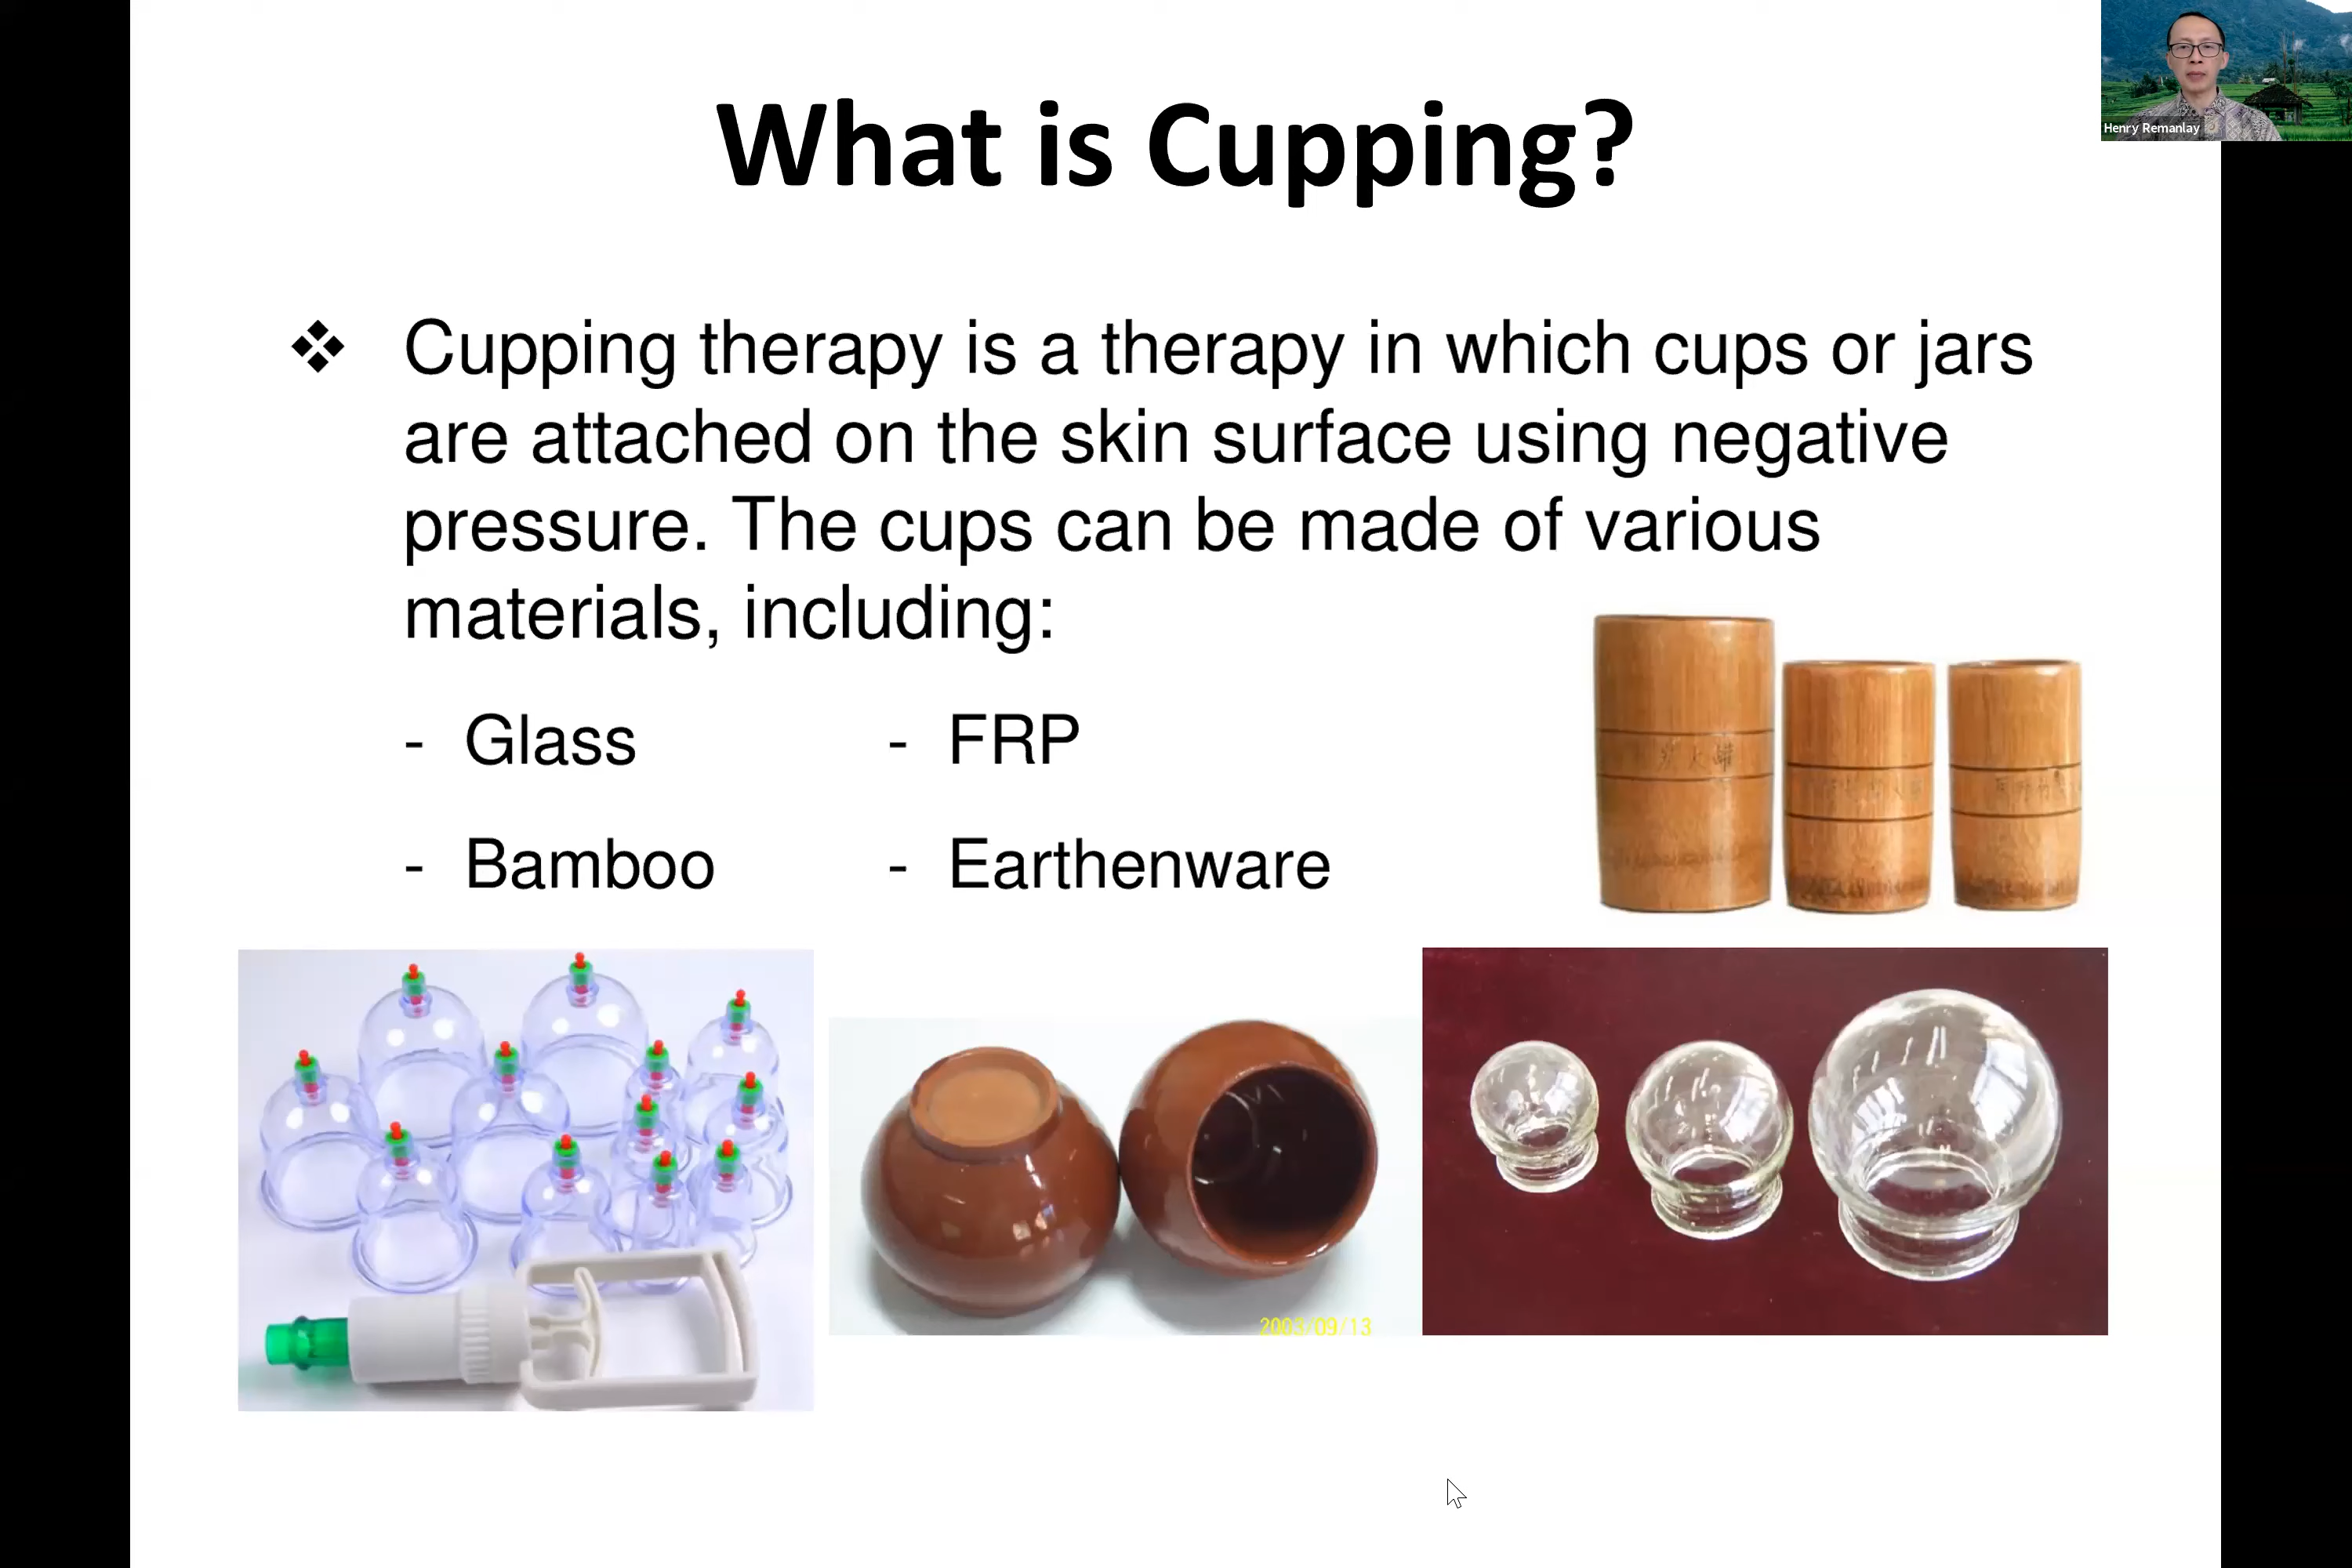 What is Cupping?
Henry Remanlay
❖ Cupping therapy is a therapy in which cups or jars
are attached on the skin surface using negative
pressure. The cups can be made of various
materials, including:
- Glass - FRP
- Bamboo - Earthenware
火罐
2003/09/13